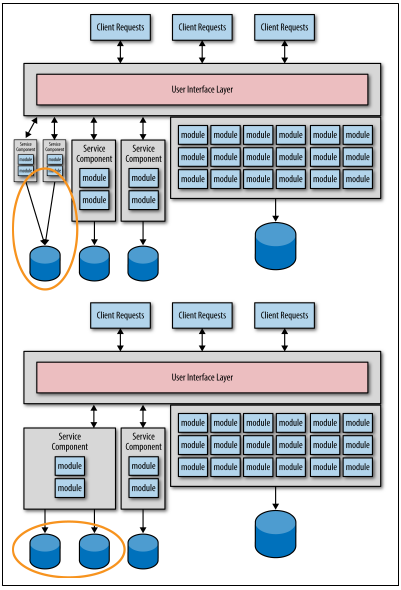 Client Requests Client Requests Client Requests
User Interface Layer
Service Component Service Component Service Component Service Component
module module module module module module
module module module module module module
module module module module module module
module module module module
module module module module
Client Requests Client Requests Client Requests
User Interface Layer
Service Component Service Component
module module module module module module
module module module module module module
module module module module module module
module module
module module